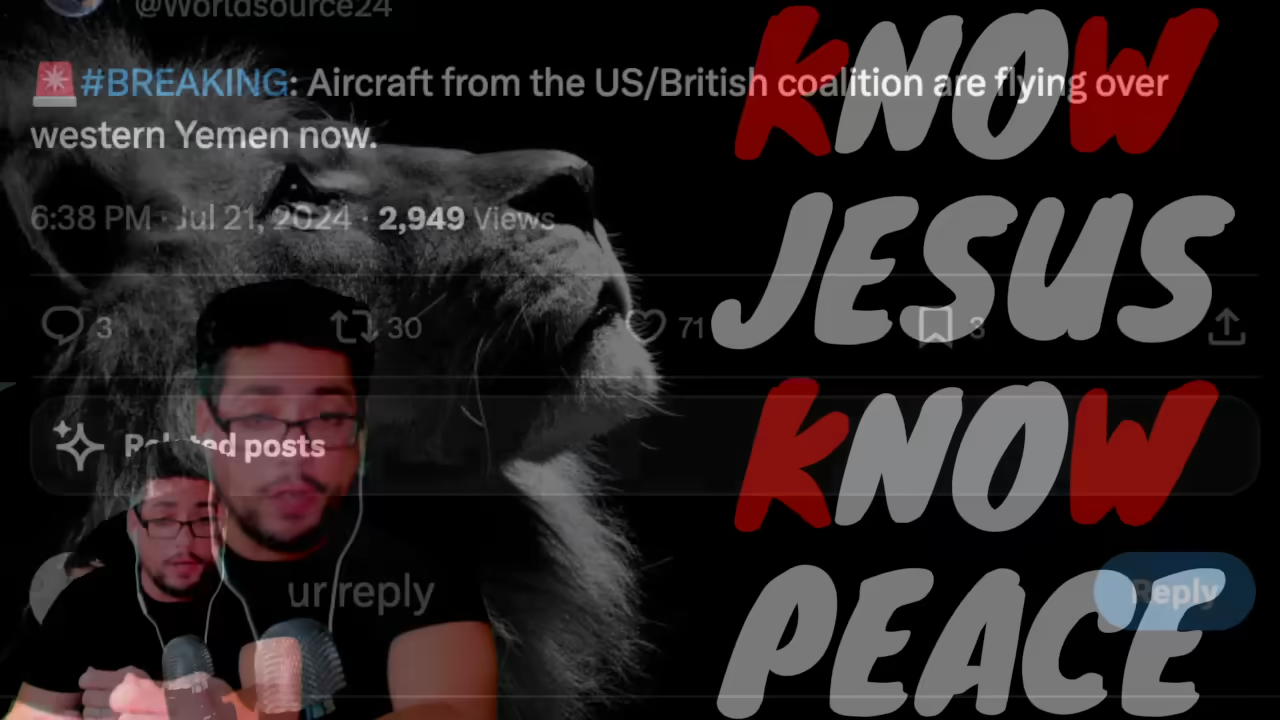 @Worldsource24
#BREAKING: Aircraft from the US/British coalition are flying over
western Yemen now.
6:38 PM · Jul 21, 2024 · 2,949 Views
3 30 71 3
Related posts
ur reply
Reply
KNOW
JESUS
KNOW
PEACE